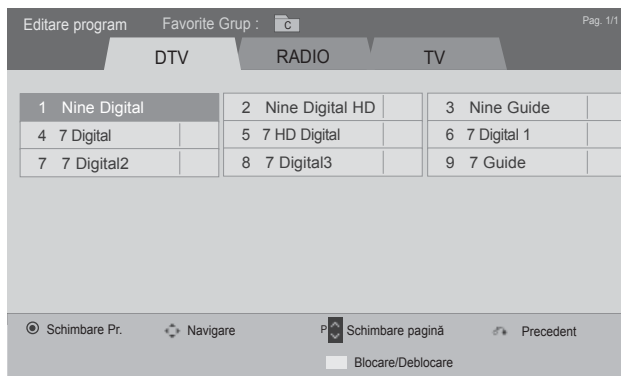 Editare program Favorite Grup : C Pag. 1/1
DTV RADIO TV
1 Nine Digital 2 Nine Digital HD 3 Nine Guide
4 7 Digital 5 7 HD Digital 6 7 Digital 1
7 7 Digital2 8 7 Digital3 9 7 Guide
Schimbare Pr. Navigare P Schimbare pagină Precedent
Blocare/Deblocare